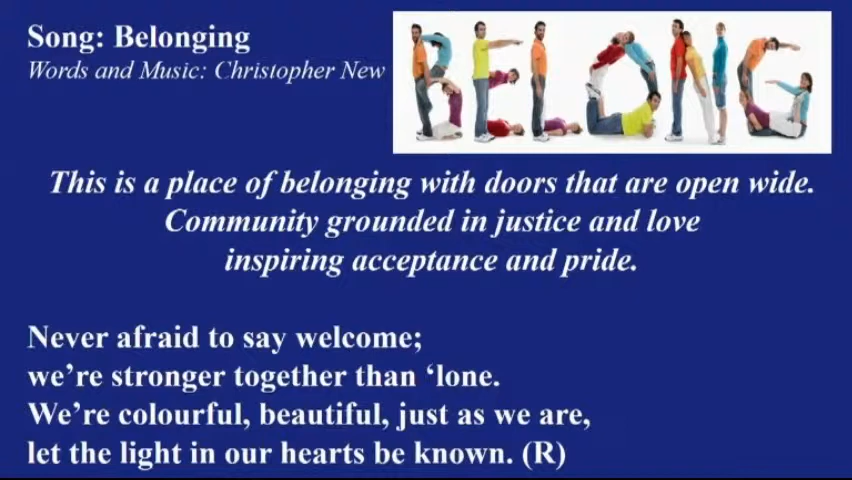 Song: Belonging
Words and Music: Christopher New
BELONG
This is a place of belonging with doors that are open wide.
Community grounded in justice and love
inspiring acceptance and pride.
Never afraid to say welcome;
we’re stronger together than ‘lone.
We’re colourful, beautiful, just as we are,
let the light in our hearts be known. (R)